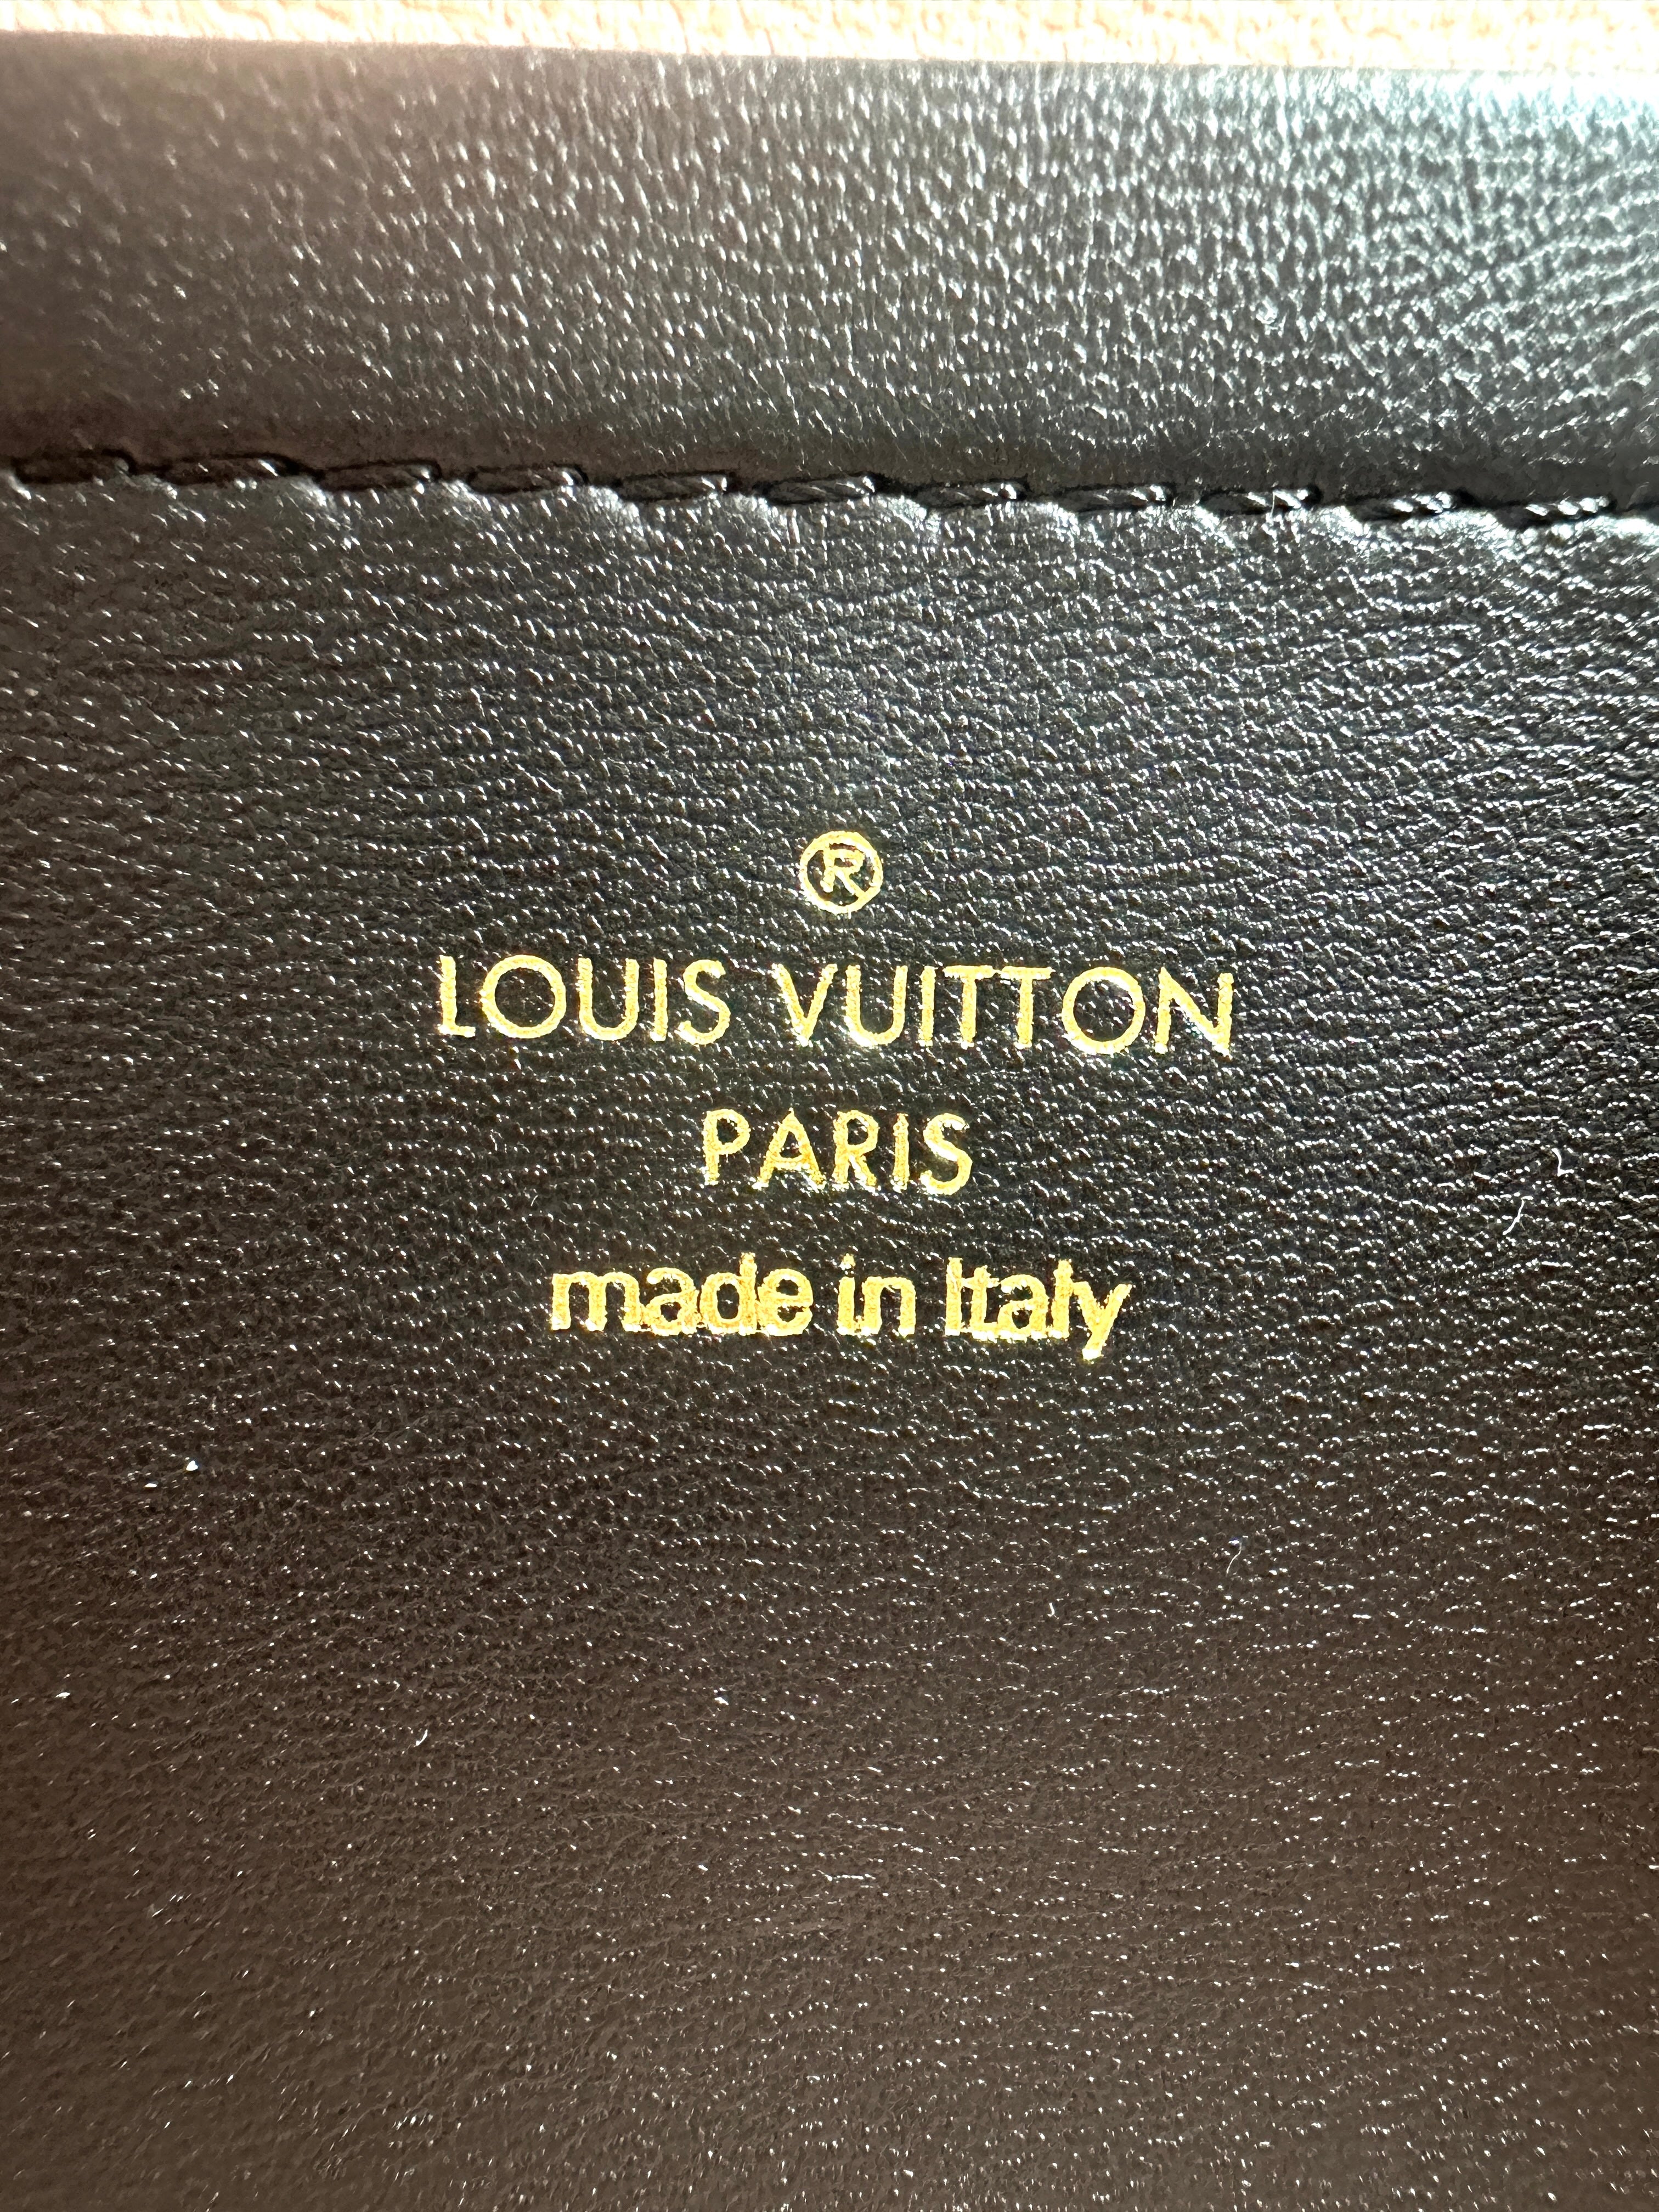 ®
LOUIS VUITTON
PARIS
made in Italy